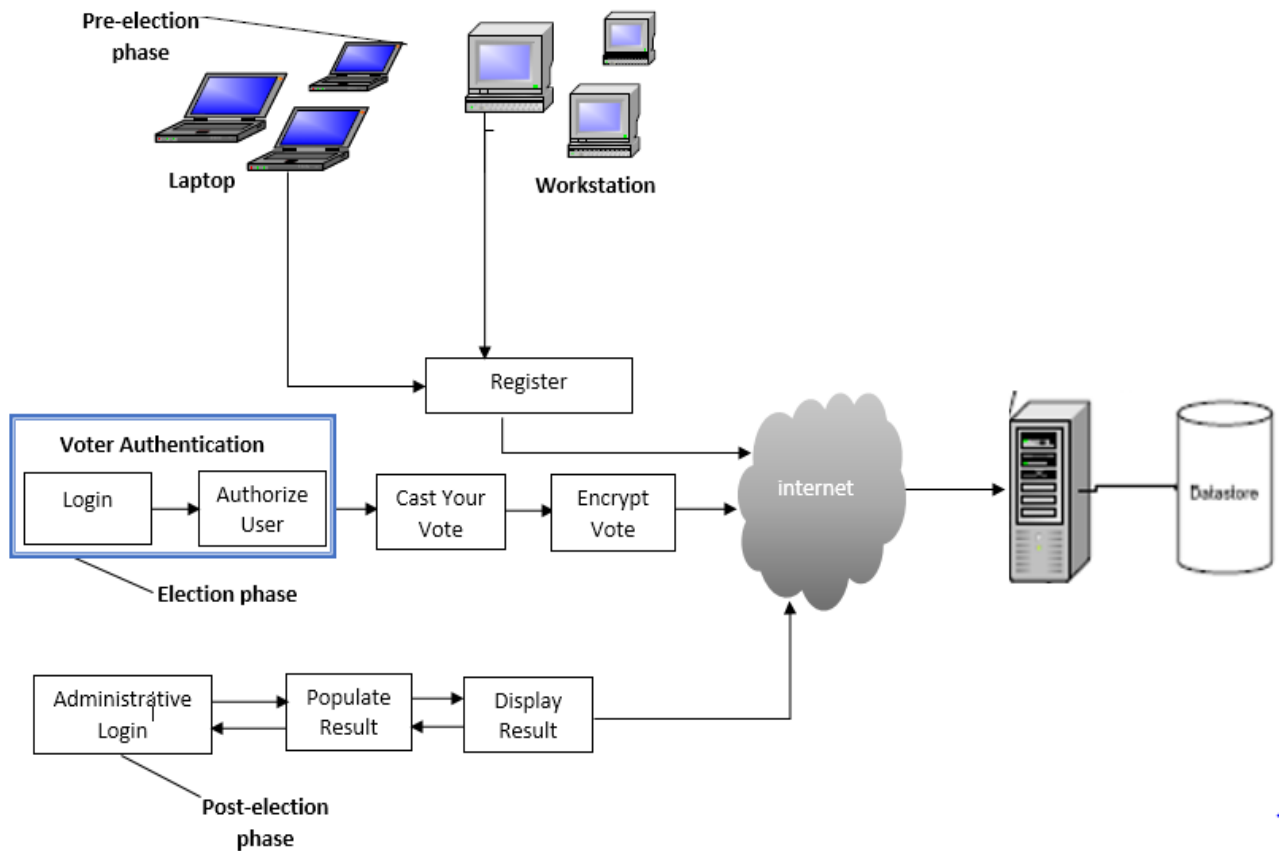 Pre-election
phase
Laptop
Workstation
Register
Voter Authentication
Login
Authorize
User
Cast Your
Vote
Encrypt
Vote
internet
Datastore
Election phase
Administrative
Login
Populate
Result
Display
Result
Post-election
phase